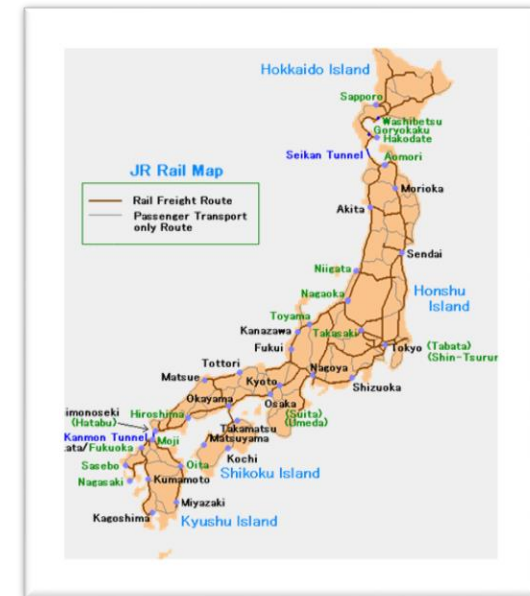 Hokkaido Island
Sapporo
Washibetsu
Goryokaku
Hakodate
Seikan Tunnel
Aomori
JR Rail Map
Rail Freight Route
Passenger Transport
only Route
Morioka
Akita
Sendai
Niigata
Nagaoka
Honshu
Island
Toyama
Kanazawa
Takasaki
Fukui
Tokyo
(Tabata)
(Shin-Tsurur
Tottori
Nagoya
Matsue
Kyoto
Shizuoka
Okayama
Osaka
imonoseki
Hiroshima
(Suita)
(Hatabu)
Takamatsu
(Umeda)
Kanmon Tunnel
Moji
Matsuyama
ata/Fukuoka
Kochi
Sasebo
Oita
Shikoku Island
Nagasaki
Kumamoto
Miyazaki
Kagoshima
Kyushu Island